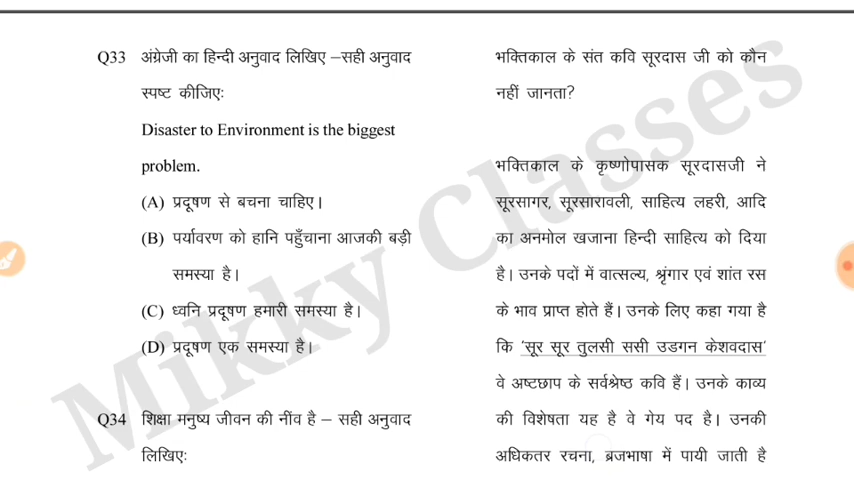 Q33 अंग्रेजी का हिन्दी अनुवाद लिखिए –सही अनुवाद
स्पष्ट कीजिएः
Disaster to Environment is the biggest
problem.
(A) प्रदूषण से बचना चाहिए।
(B) पर्यावरण को हानि पहुँचाना आजकी बड़ी
समस्या है।
(C) ध्वनि प्रदूषण हमारी समस्या है।
(D) प्रदूषण एक समस्या है।
Q34 शिक्षा मनुष्य जीवन की नींव है – सही अनुवाद
लिखिएः
भक्तिकाल के संत कवि सूरदास जी को कौन
नहीं जानता?
भक्तिकाल के कृष्णोपासक सूरदासजी ने
सूरसागर, सूरसारावली, साहित्य लहरी, आदि
का अनमोल खजाना हिन्दी साहित्य को दिया
है। उनके पदों में वात्सल्य, श्रृंगार एवं शांत रस
के भाव प्राप्त होते हैं। उनके लिए कहा गया है
कि ‘सूर सूर तुलसी ससी उडगन केशवदास’
वे अष्टछाप के सर्वश्रेष्ठ कवि हैं। उनके काव्य
की विशेषता यह है वे गेय पद है। उनकी
अधिकतर रचना, ब्रजभाषा में पायी जाती है
Mikky Classes